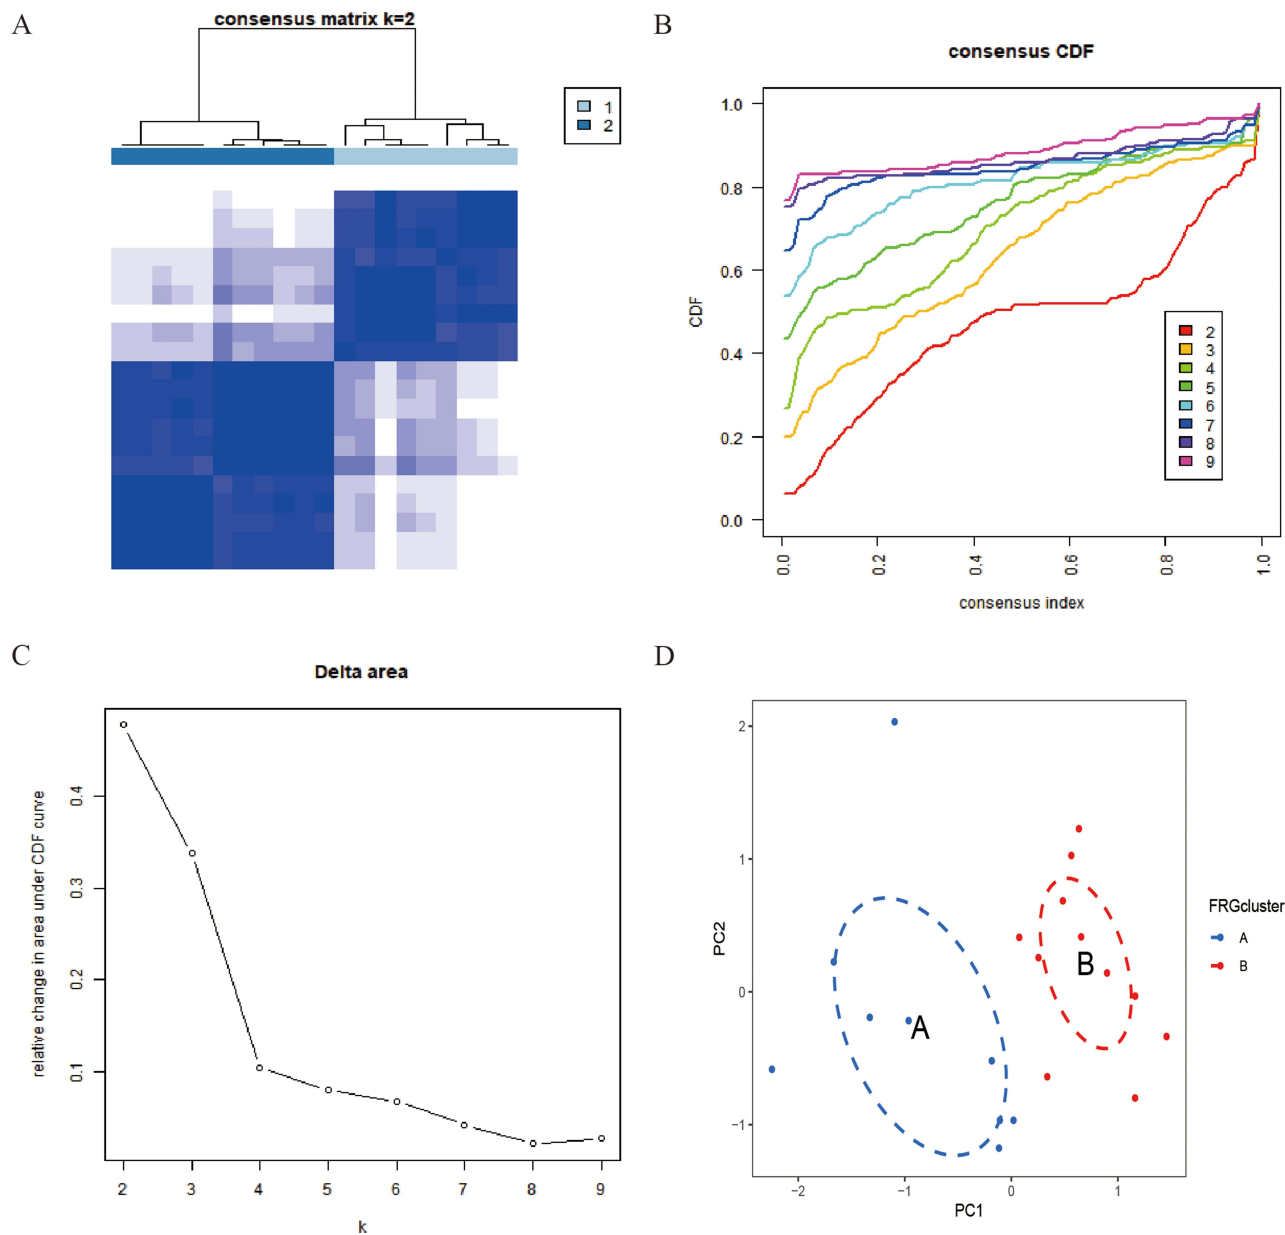 A
consensus matrix k=2
1
2
B
consensus CDF
CDF
1.0
0.8
0.6
0.4
0.2
0.0
2
3
4
5
6
7
8
9
0.0 0.2 0.4 0.6 0.8 1.0
consensus index
C
Delta area
relative change in area under CDF curve
0.4
0.3
0.2
0.1
2 3 4 5 6 7 8 9
k
D
PC2
2
1
0
−1
A
B
FRGcluster
A
B
−2 −1 0 1
PC1